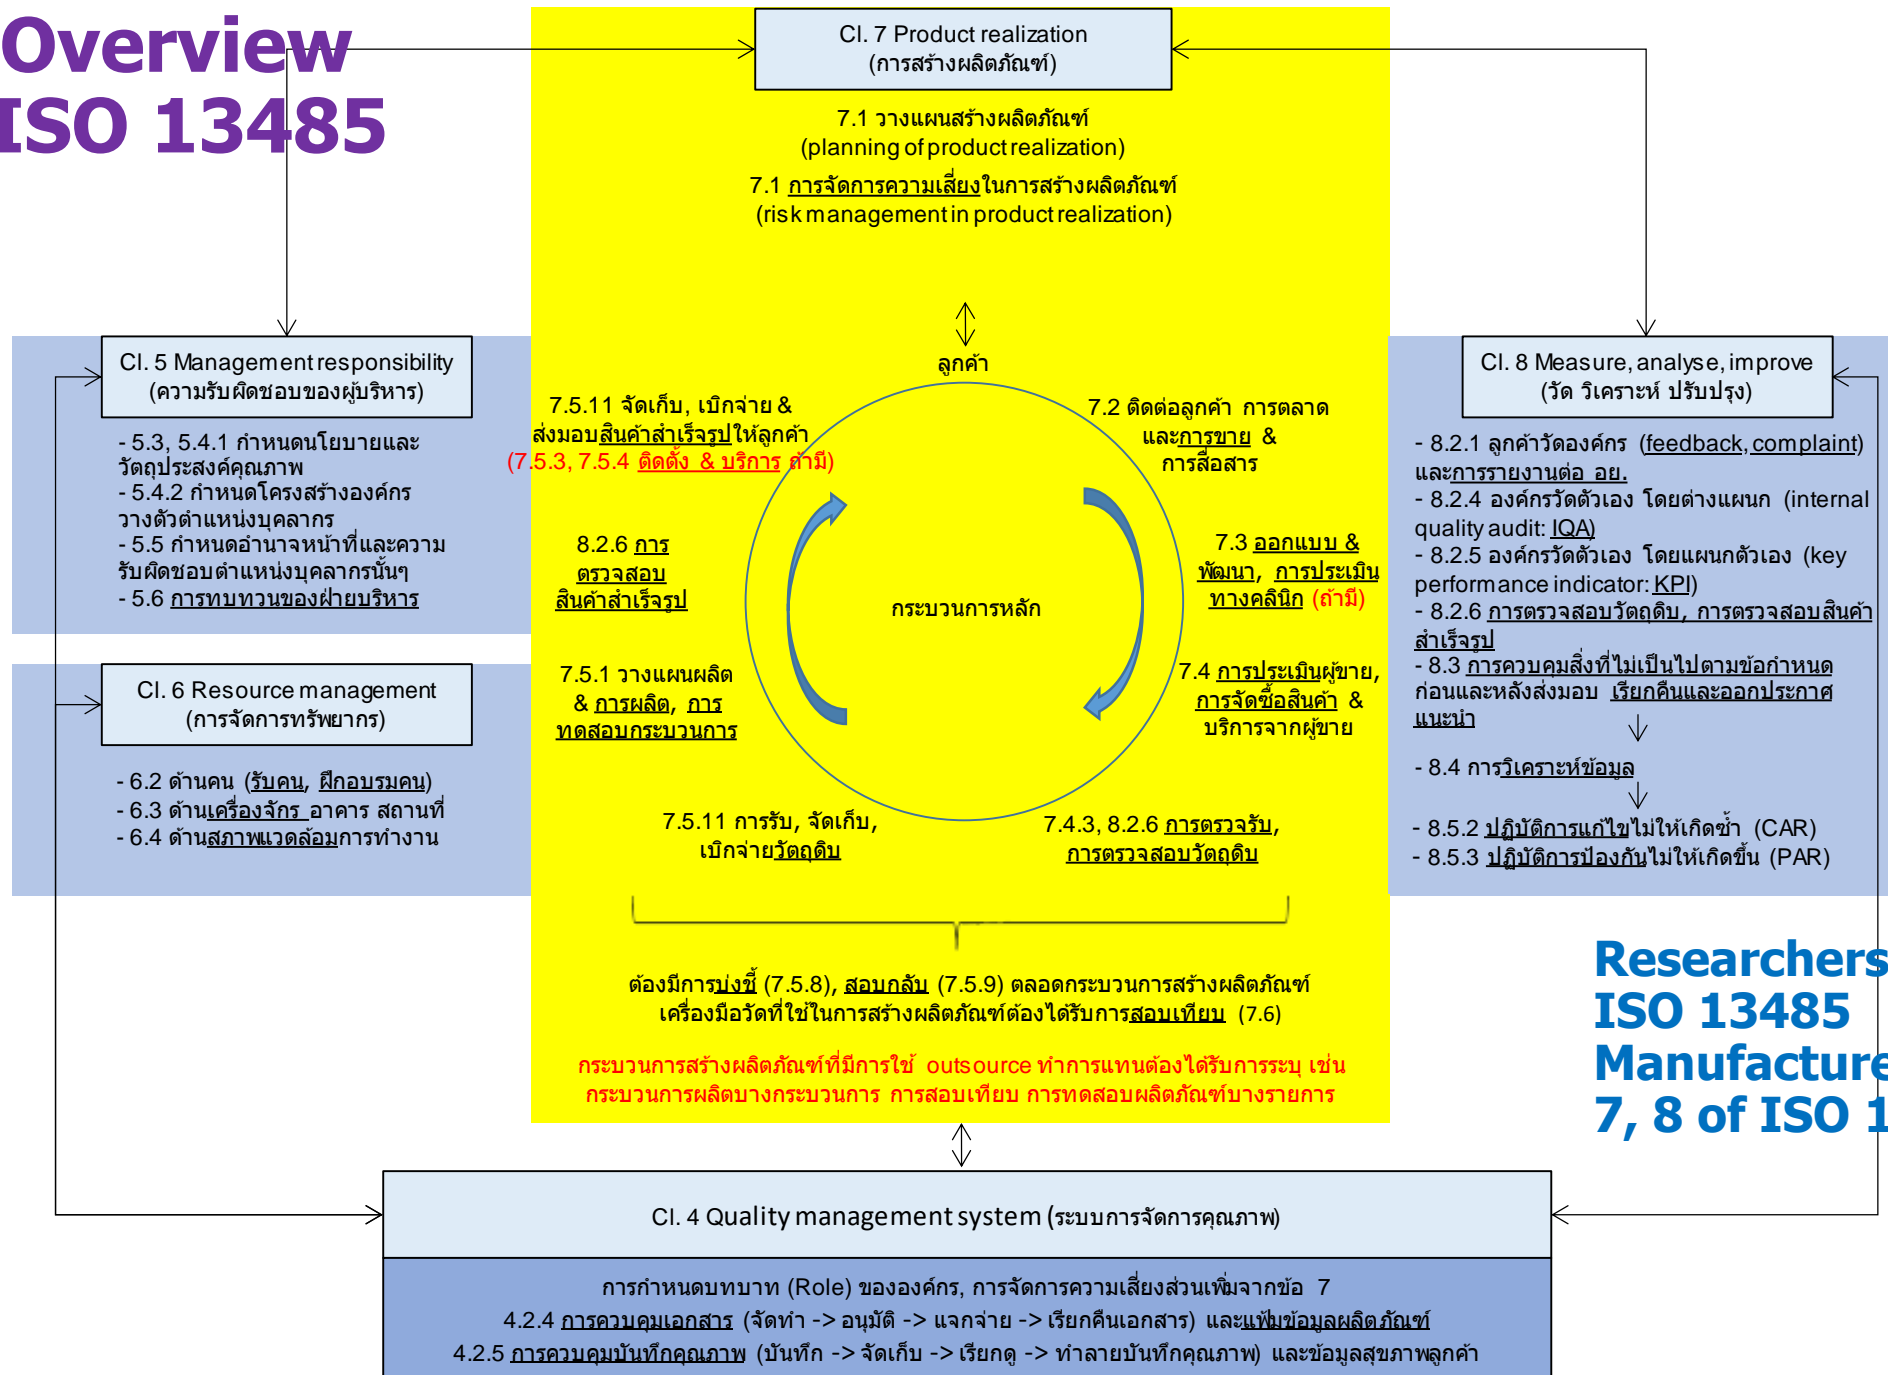 Overview
ISO 13485
Cl. 7 Product realization
(การสร้างผลิตภัณฑ์)
7.1 วางแผนสร้างผลิตภัณฑ์
(planning of product realization)
7.1 การจัดการความเสี่ยงในการสร้างผลิตภัณฑ์
(risk management in product realization)
Cl. 5 Management responsibility
(ความรับผิดชอบของผู้บริหาร)
- 5.3, 5.4.1 กำหนดนโยบายและ
วัตถุประสงค์คุณภาพ
- 5.4.2 กำหนดโครงสร้างองค์กร
วางตัวตำแหน่งบุคลากร
- 5.5 กำหนดอำนาจหน้าที่และความ
รับผิดชอบตำแหน่งบุคลากรนั้นๆ
- 5.6 การทบทวนของฝ่ายบริหาร
Cl. 6 Resource management
(การจัดการทรัพยากร)
- 6.2 ด้านคน (รับคน, ฝึกอบรมคน)
- 6.3 ด้านเครื่องจักร อาคาร สถานที่
- 6.4 ด้านสภาพแวดล้อมการทำงาน
ลูกค้า
7.2 ติดต่อลูกค้า การตลาด
และการขาย &
การสื่อสาร
7.3 ออกแบบ &
พัฒนา, การประเมิน
ทางคลินิก (ถ้ามี)
7.4 การประเมินผู้ขาย,
การจัดซื้อสินค้า &
บริการจากผู้ขาย
7.4.3, 8.2.6 การตรวจรับ,
การตรวจสอบวัตถุดิบ
7.5.11 การรับ, จัดเก็บ,
เบิกจ่ายวัตถุดิบ
7.5.1 วางแผนผลิต
& การผลิต, การ
ทดสอบกระบวนการ
8.2.6 การ
ตรวจสอบ
สินค้าสำเร็จรูป
7.5.11 จัดเก็บ, เบิกจ่าย &
ส่งมอบสินค้าสำเร็จรูปให้ลูกค้า
(7.5.3, 7.5.4 ติดตั้ง & บริการ ถ้ามี)
กระบวนการหลัก
ต้องมีการบ่งชี้ (7.5.8), สอบกลับ (7.5.9) ตลอดกระบวนการสร้างผลิตภัณฑ์
เครื่องมือวัดที่ใช้ในการสร้างผลิตภัณฑ์ต้องได้รับการสอบเทียบ (7.6)
กระบวนการสร้างผลิตภัณฑ์ที่มีการใช้ outsource ทำการแทนต้องได้รับการระบุ เช่น
กระบวนการผลิตบางกระบวนการ การสอบเทียบ การทดสอบผลิตภัณฑ์บางรายการ
Cl. 8 Measure, analyse, improve
(วัด วิเคราะห์ ปรับปรุง)
- 8.2.1 ลูกค้าวัดองค์กร (feedback, complaint)
และการรายงานต่อ อย.
- 8.2.4 องค์กรวัดตัวเอง โดยต่างแผนก (internal
quality audit: IQA)
- 8.2.5 องค์กรวัดตัวเอง โดยแผนกตัวเอง (key
performance indicator: KPI)
- 8.2.6 การตรวจสอบวัตถุดิบ, การตรวจสอบสินค้า
สำเร็จรูป
- 8.3 การควบคุมสิ่งที่ไม่เป็นไปตามข้อกำหนด
ก่อนและหลังส่งมอบ เรียกคืนและออกประกาศ
แนะนำ
- 8.4 การวิเคราะห์ข้อมูล
- 8.5.2 ปฏิบัติการแก้ไขไม่ให้เกิดซ้ำ (CAR)
- 8.5.3 ปฏิบัติการป้องกันไม่ให้เกิดขึ้น (PAR)
Researchers
ISO 13485
Manufacture
7, 8 of ISO 1
Cl. 4 Quality management system (ระบบการจัดการคุณภาพ)
การกำหนดบทบาท (Role) ขององค์กร, การจัดการความเสี่ยงส่วนเพิ่มจากข้อ 7
4.2.4 การควบคุมเอกสาร (จัดทำ -> อนุมัติ -> แจกจ่าย -> เรียกคืนเอกสาร) และแฟ้มข้อมูลผลิตภัณฑ์
4.2.5 การควบคุมบันทึกคุณภาพ (บันทึก -> จัดเก็บ -> เรียกดู -> ทำลายบันทึกคุณภาพ) และข้อมูลสุขภาพลูกค้า